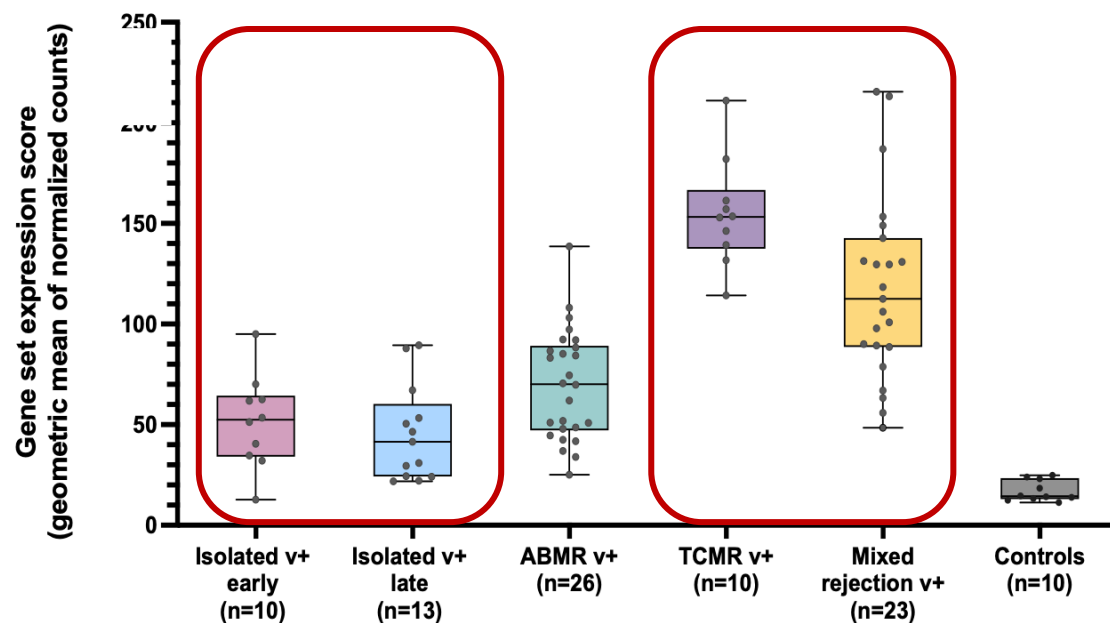 Gene set expression score
(geometric mean of normalized counts)
250
200
150
100
50
0
Isolated v+
early
(n=10)
Isolated v+
late
(n=13)
ABMR v+
(n=26)
TCMR v+
(n=10)
Mixed
rejection v+
(n=23)
Controls
(n=10)